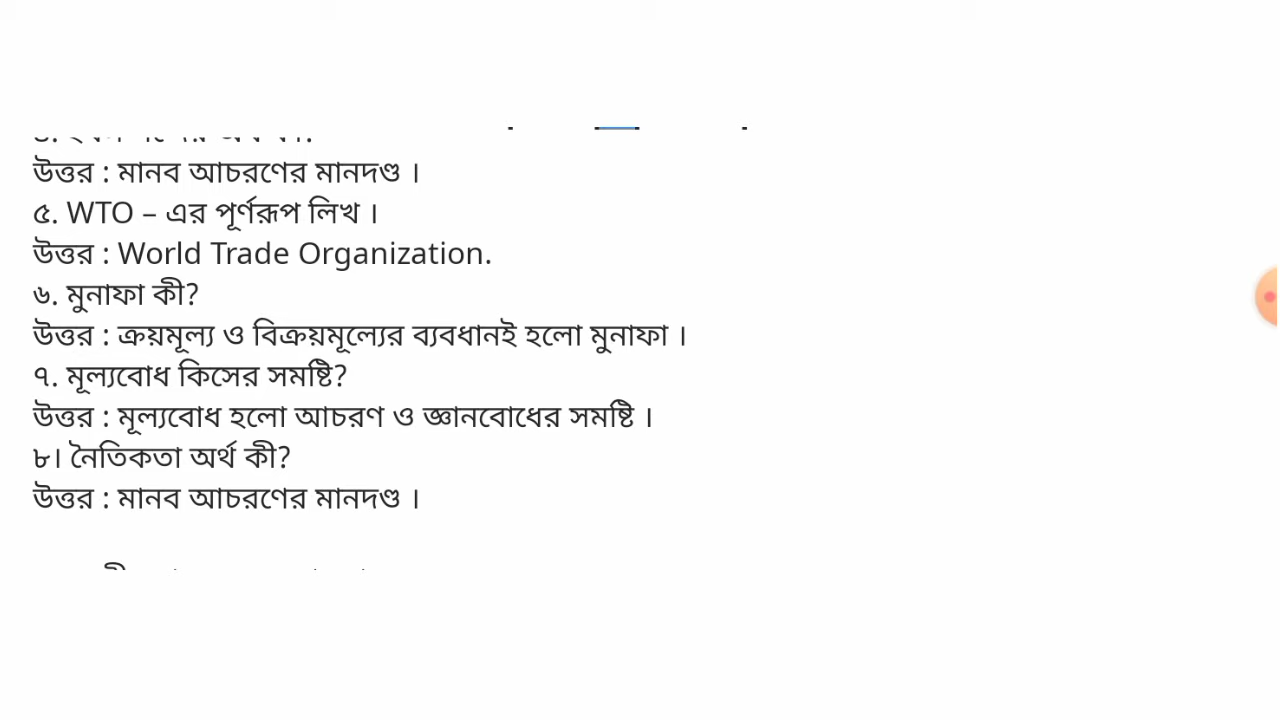 উত্তর : মানব আচরণের মানদণ্ড ।
৫. WTO – এর পূর্ণরূপ লিখ ।
উত্তর : World Trade Organization.
৬. মুনাফা কী?
উত্তর : ক্রয়মূল্য ও বিক্রয়মূল্যের ব্যবধানই হলো মুনাফা ।
৭. মূল্যবোধ কিসের সমষ্টি?
উত্তর : মূল্যবোধ হলো আচরণ ও জ্ঞানবোধের সমষ্টি ।
৮। নৈতিকতা অর্থ কী?
উত্তর : মানব আচরণের মানদণ্ড ।